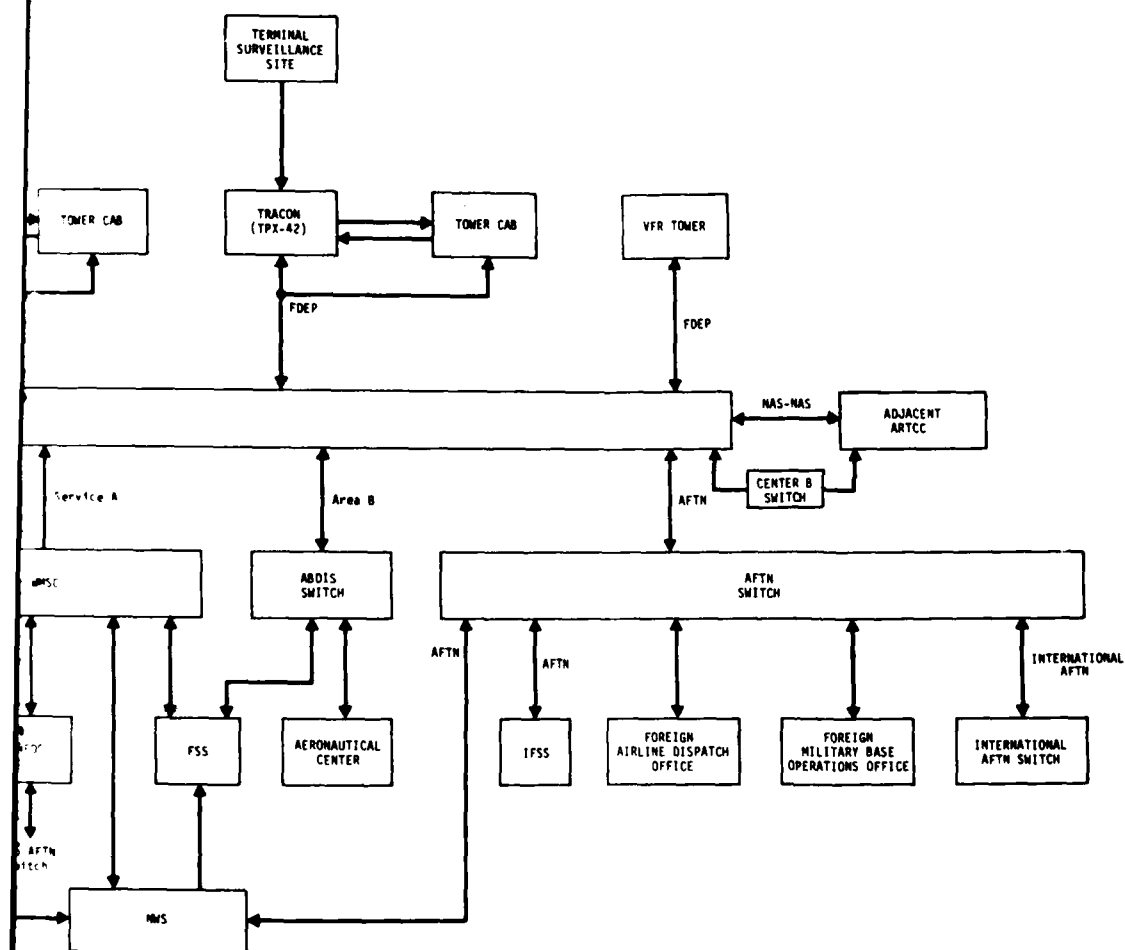 TERMINAL
SURVEILLANCE
SITE
TOWER CAB
TRACON
(TPX-42)
TOWER CAB
VFR TOWER
FDEP
FDEP
NAS-NAS
ADJACENT
ARTCC
CENTER B
SWITCH
Service A
Area B
AFTN
ABDIS
SWITCH
AFTN
SWITCH
AFTN
AFTN
INTERNATIONAL
AFTN
FSS
AERONAUTICAL
CENTER
IFSS
FOREIGN
AIRLINE DISPATCH
OFFICE
FOREIGN
MILITARY BASE
OPERATIONS OFFICE
INTERNATIONAL
AFTN SWITCH
AFTN
NWS